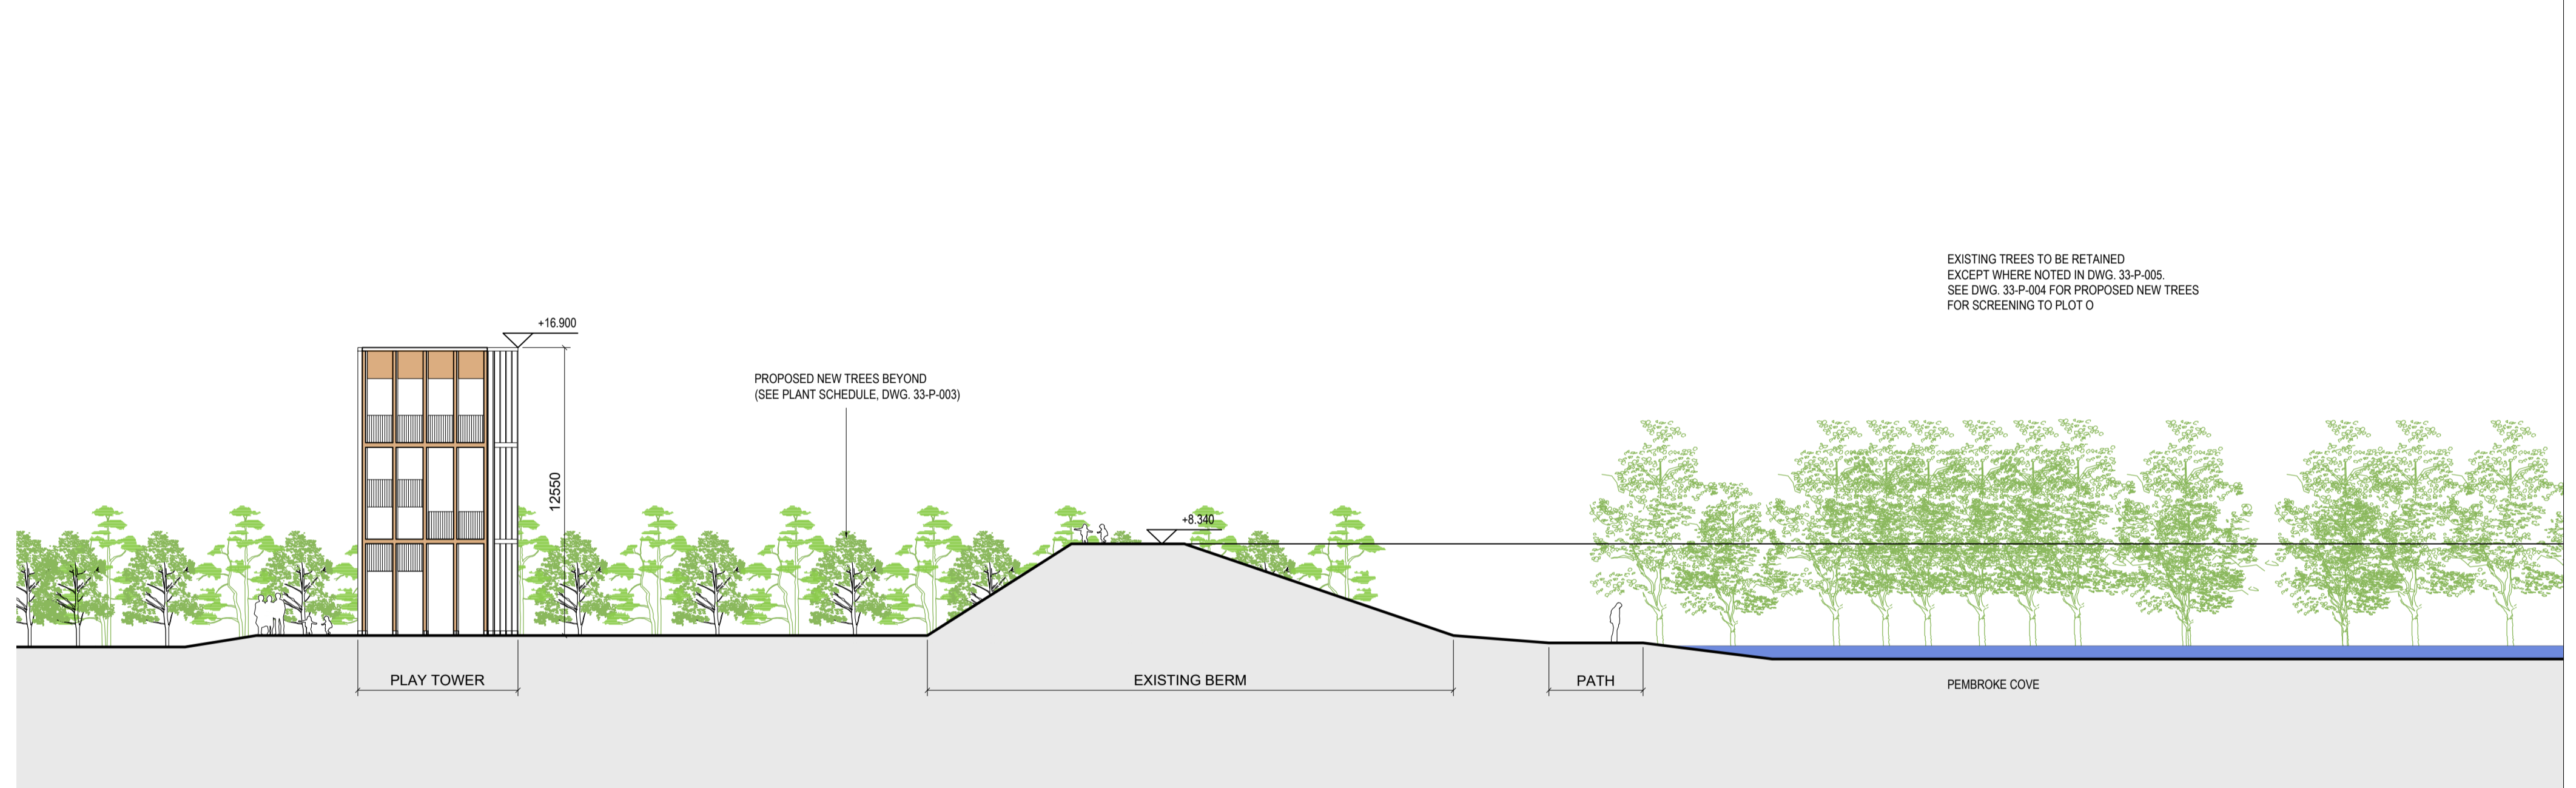 EXISTING TREES TO BE RETAINED
EXCEPT WHERE NOTED IN DWG. 33-P-005.
SEE DWG. 33-P-004 FOR PROPOSED NEW TREES
FOR SCREENING TO PLOT O
+16.900
PROPOSED NEW TREES BEYOND
(SEE PLANT SCHEDULE, DWG. 33-P-003)
12550
+8.340
PLAY TOWER
EXISTING BERM
PATH
PEMBROKE COVE